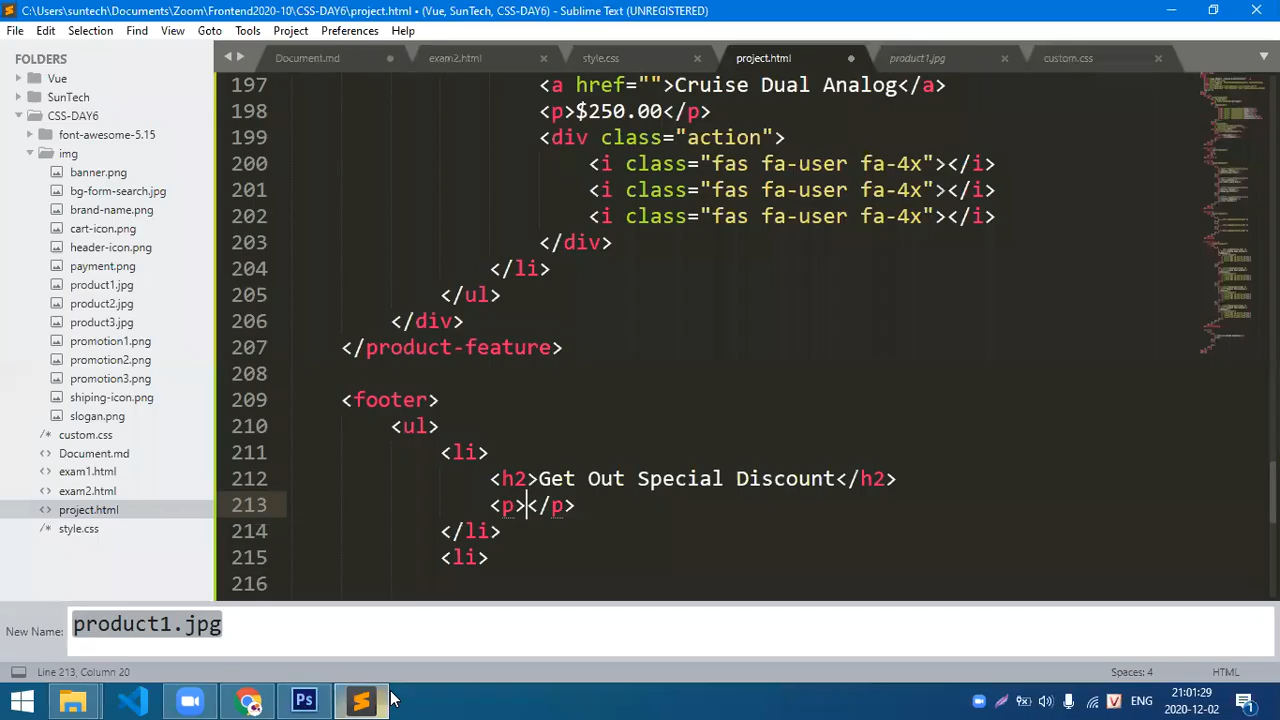 C:\Users\suntech\Documents\Zoom\Frontend2020-10\CSS-DAY6\project.html • (Vue, SunTech, CSS-DAY6) - Sublime Text (UNREGISTERED)
File Edit Selection Find View Goto Tools Project Preferences Help
FOLDERS
Vue
SunTech
CSS-DAY6
font-awesome-5.15
img
banner.png
bg-form-search.jpg
brand-name.png
cart-icon.png
header-icon.png
payment.png
product1.jpg
product2.jpg
product3.jpg
promotion1.png
promotion2.png
promotion3.png
shiping-icon.png
slogan.png
custom.css
Document.md
exam1.html
exam2.html
project.html
style.css
Document.md exam2.html style.css project.html product1.jpg custom.css
197 <a href="">Cruise Dual Analog</a>
198 <p>$250.00</p>
199 <div class="action">
200 <i class="fas fa-user fa-4x"></i>
201 <i class="fas fa-user fa-4x"></i>
202 <i class="fas fa-user fa-4x"></i>
203 </div>
204 </li>
205 </ul>
206 </div>
207 </product-feature>
208
209 <footer>
210 <ul>
211 <li>
212 <h2>Get Out Special Discount</h2>
213 <p></p>
214 </li>
215 <li>
216
New Name: product1.jpg
Line 213, Column 20 Spaces: 4 HTML
Ps V ENG 21:01:29
2020-12-02 1